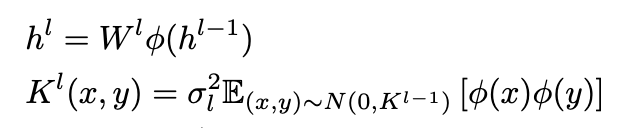 h^l = W^l ϕ(h^{l−1})
K^l(x, y) = σ_l^2 𝔼_{(x,y)∼N(0,K^{l−1})} [ϕ(x)ϕ(y)]